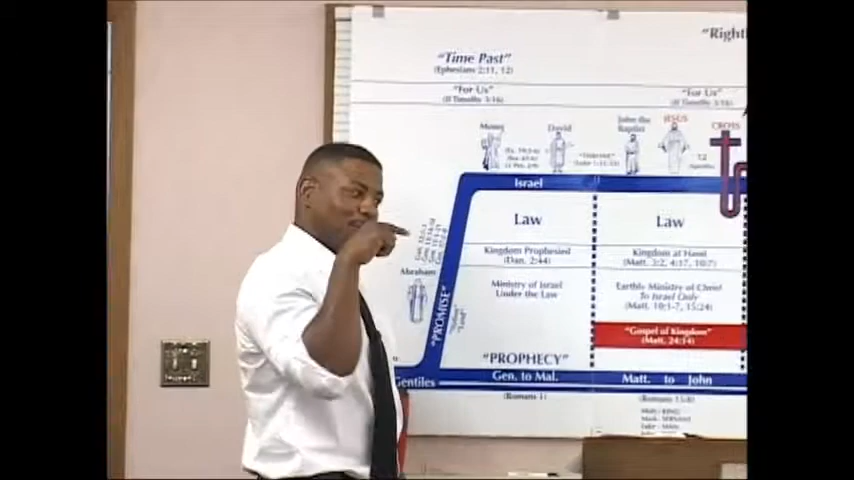 "Time Past"
(Ephesians 2:11, 12)
"Right
"For Us"
(II Timothy 3:16)
"For Us"
(II Timothy 3:16)
Moses
David
John the
Baptist
JESUS
CROSS
12
Apostles
Israel
Law
Law
Kingdom Prophesied
(Dan. 2:44)
Kingdom at Hand
(Matt. 3:2, 4:17, 10:7)
Abraham
"PROMISE"
Ministry of Israel
Under the Law
Earthly Ministry of Christ
To Israel Only
(Matt. 10:1-7, 15:24)
"Gospel of Kingdom"
(Matt. 24:14)
"PROPHECY"
Gentiles
Gen. to Mal.
Matt. to John
(Romans 1)
(Romans 15:8)